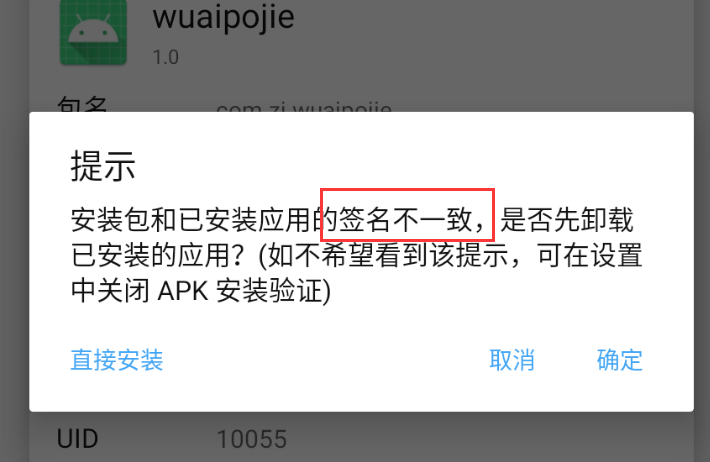 wuaipojie
1.0
包名 com.zj.wuaipojie
提示
安装包和已安装应用的签名不一致，是否先卸载
已安装的应用？(如不希望看到该提示，可在设置
中关闭 APK 安装验证)
直接安装 取消 确定
UID 10055